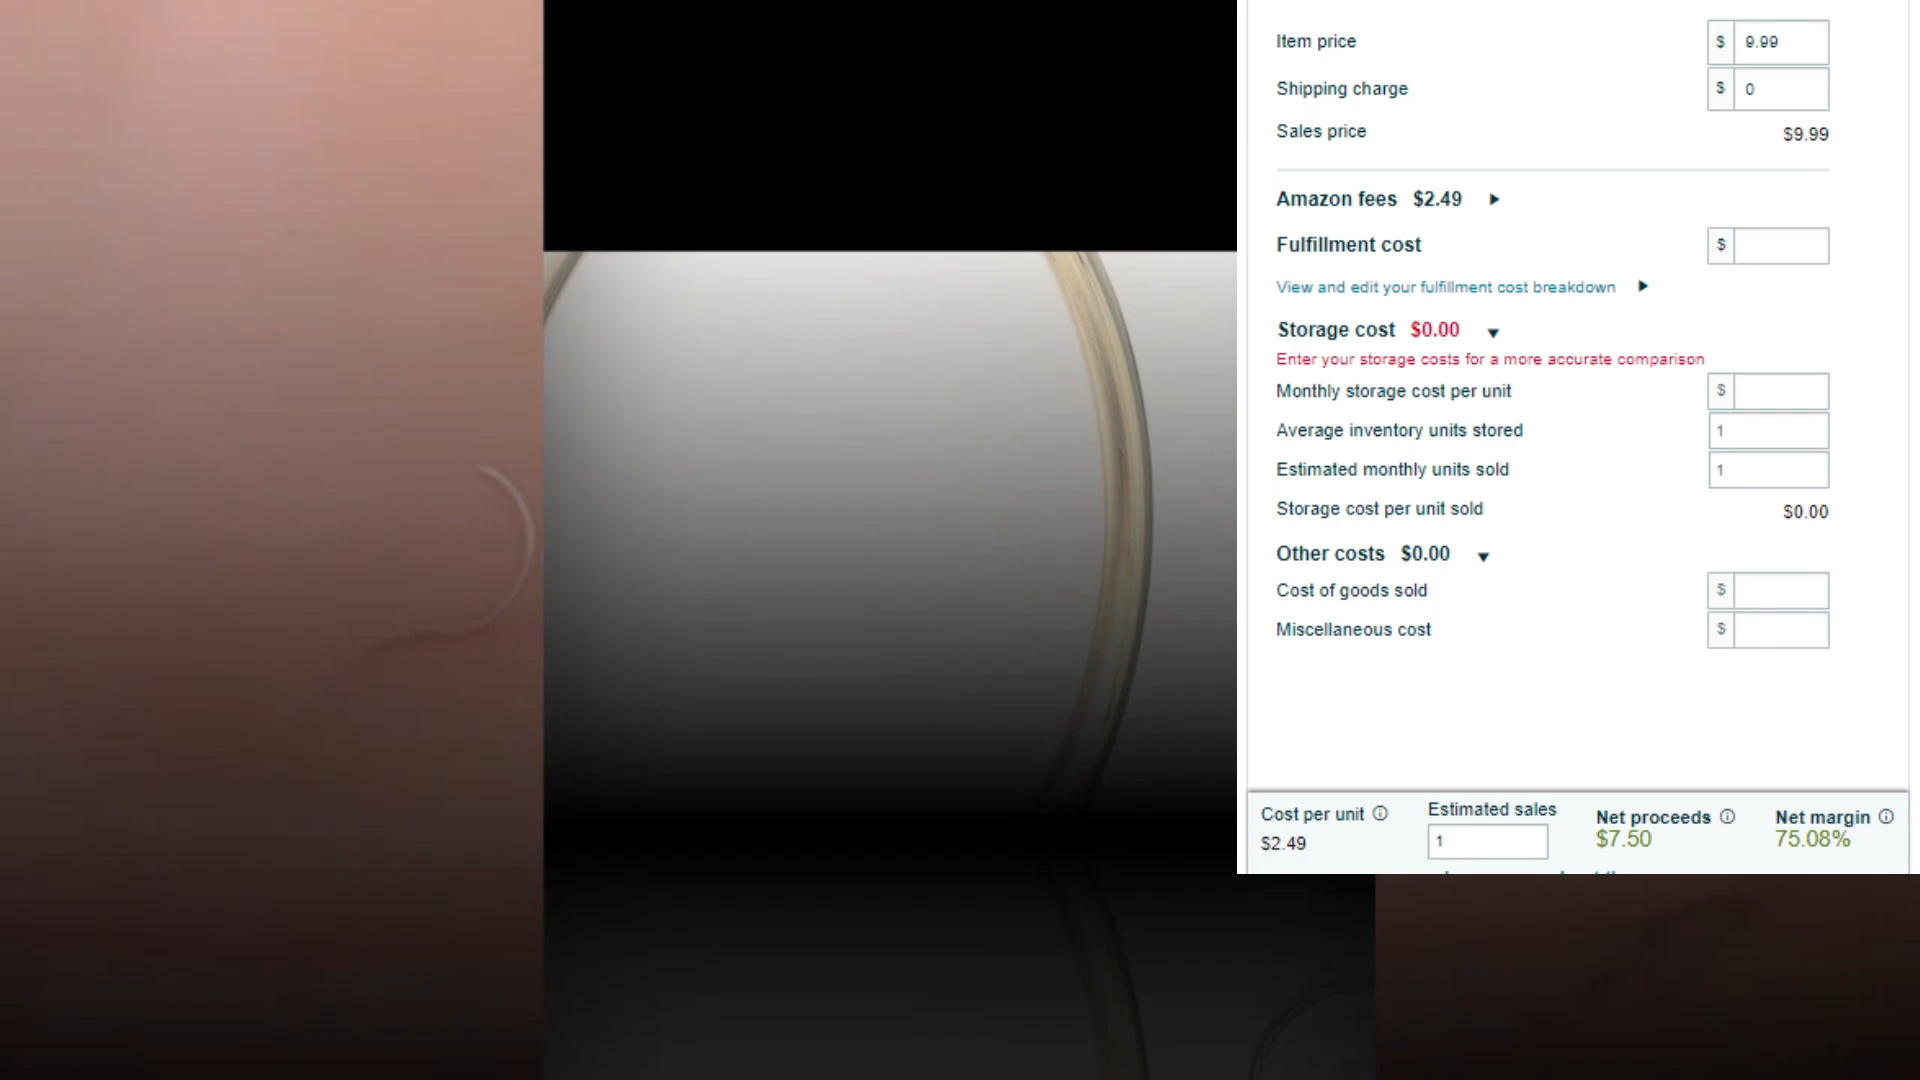 Item price $ 9.99
Shipping charge $ 0
Sales price $9.99
Amazon fees $2.49
Fulfillment cost $
View and edit your fulfillment cost breakdown
Storage cost $0.00
Enter your storage costs for a more accurate comparison
Monthly storage cost per unit $
Average inventory units stored 1
Estimated monthly units sold 1
Storage cost per unit sold $0.00
Other costs $0.00
Cost of goods sold $
Miscellaneous cost $
Cost per unit Estimated sales Net proceeds Net margin
$2.49 1 $7.50 75.08%